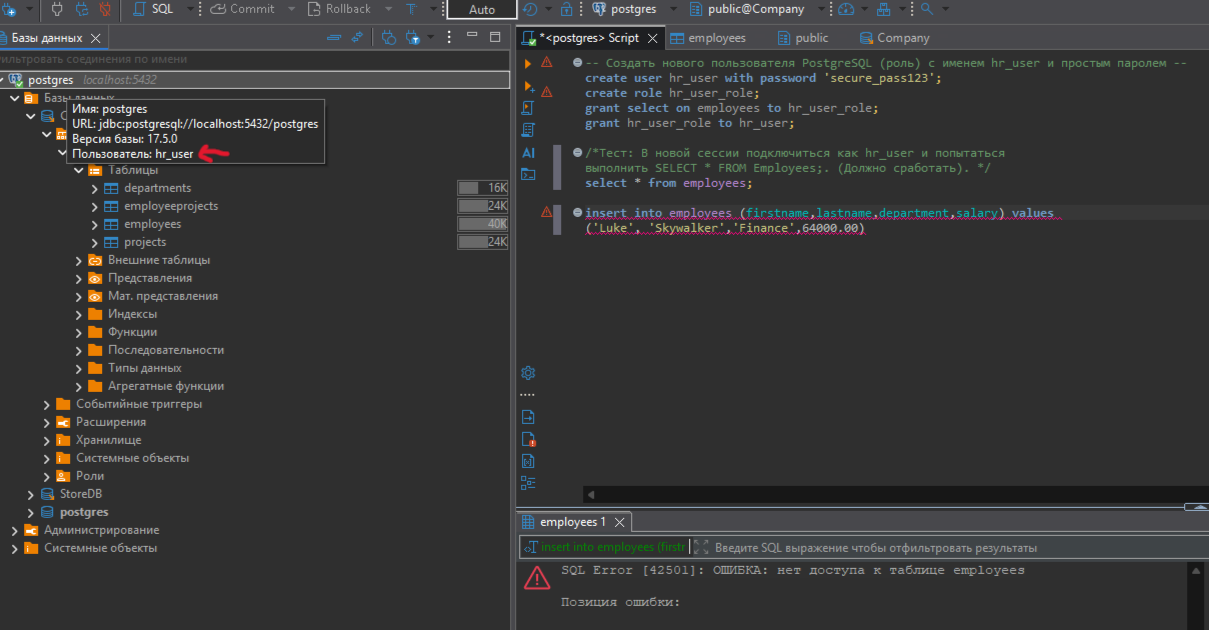 SQL
Commit
Rollback
T
Auto
postgres
public@Company
Базы данных
*<postgres> Script
employees
public
Company
ильтровать соединения по имени
postgres localhost:5432
Базы данных
Имя: postgres
URL: jdbc:postgresql://localhost:5432/postgres
Версия базы: 17.5.0
Пользователь: hr_user
Таблицы
departments 16K
employeeprojects 24K
employees 40K
projects 24K
Внешние таблицы
Представления
Мат. представления
Индексы
Функции
Последовательности
Типы данных
Агрегатные функции
Событийные триггеры
Расширения
Хранилище
Системные объекты
Роли
StoreDB
postgres
Администрирование
Системные объекты
AI
-- Создать нового пользователя PostgreSQL (роль) с именем hr_user и простым паролем --
create user hr_user with password 'secure_pass123';
create role hr_user_role;
grant select on employees to hr_user_role;
grant hr_user_role to hr_user;
/*Тест: В новой сессии подключиться как hr_user и попытаться
выполнить SELECT * FROM Employees;. (Должно сработать). */
select * from employees;
insert into employees (firstname,lastname,department,salary) values
('Luke', 'Skywalker','Finance',64000.00)
employees 1
insert into employees (firstr
Введите SQL выражение чтобы отфильтровать результаты
SQL Error [42501]: ОШИБКА: нет доступа к таблице employees
Позиция ошибки: